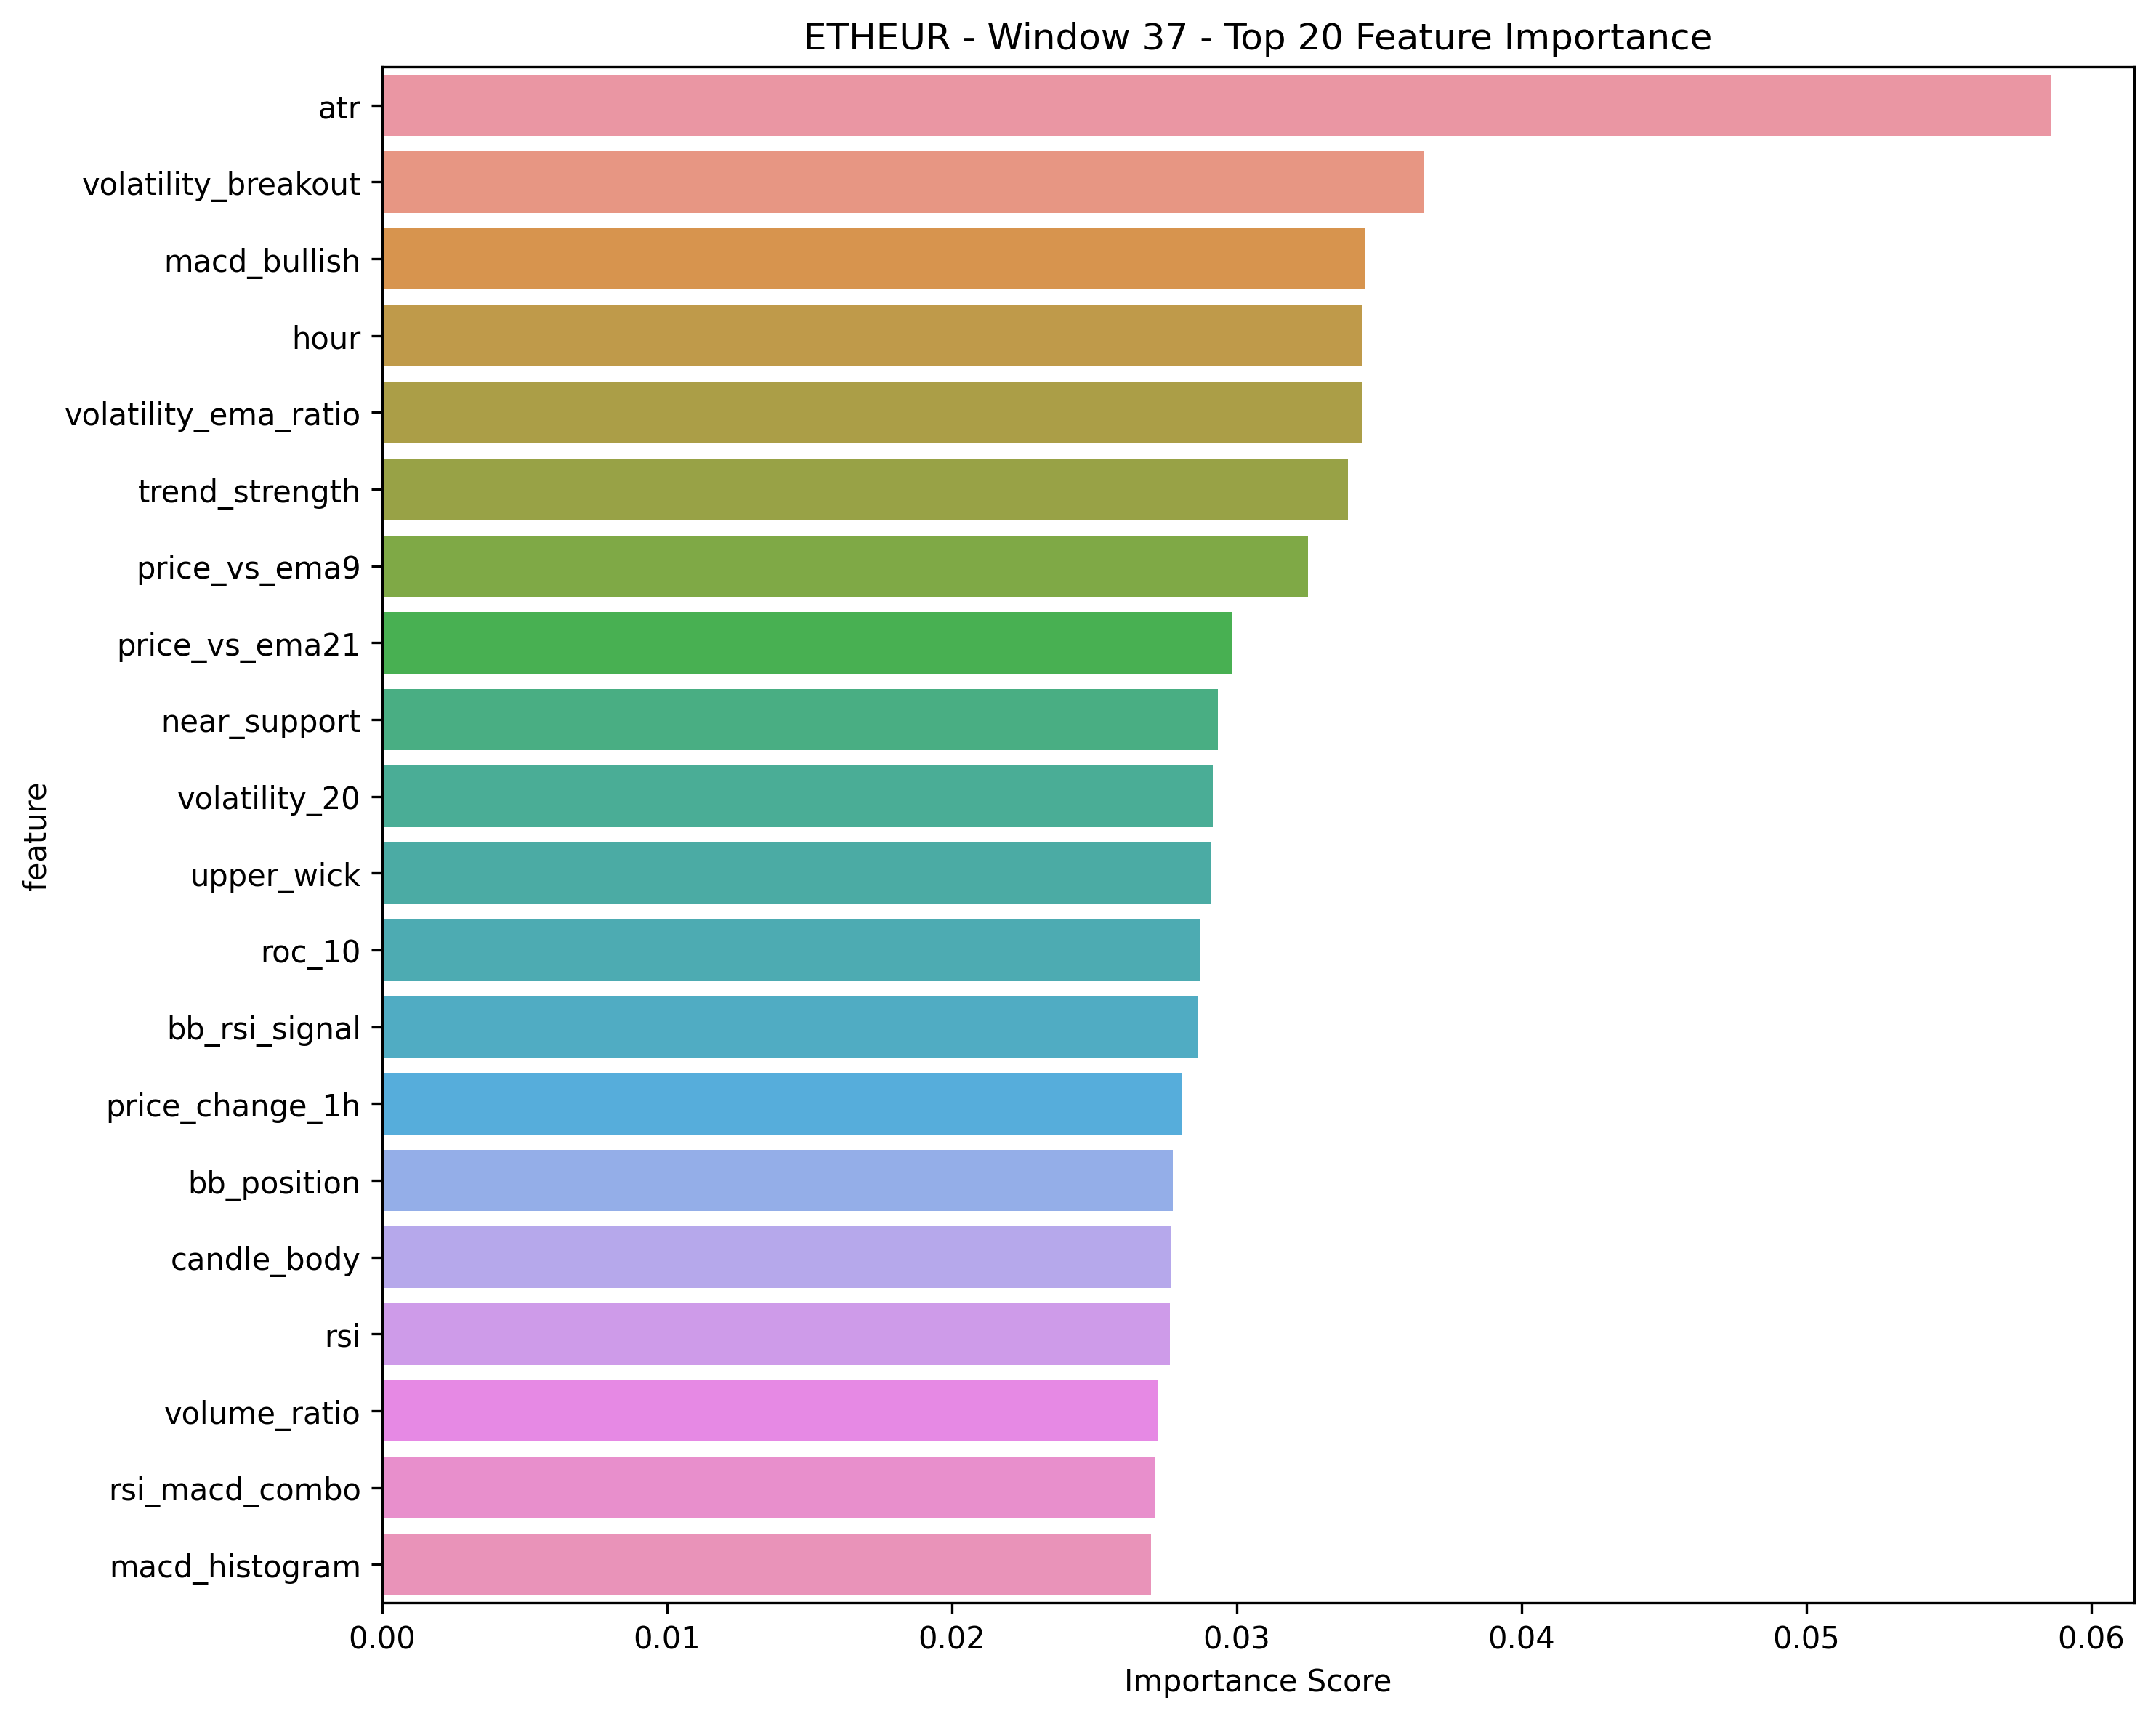 ETHEUR - Window 37 - Top 20 Feature Importance
atr
volatility_breakout
macd_bullish
hour
volatility_ema_ratio
trend_strength
price_vs_ema9
price_vs_ema21
near_support
volatility_20
upper_wick
roc_10
bb_rsi_signal
price_change_1h
bb_position
candle_body
rsi
volume_ratio
rsi_macd_combo
macd_histogram
feature
0.00 0.01 0.02 0.03 0.04 0.05 0.06
Importance Score